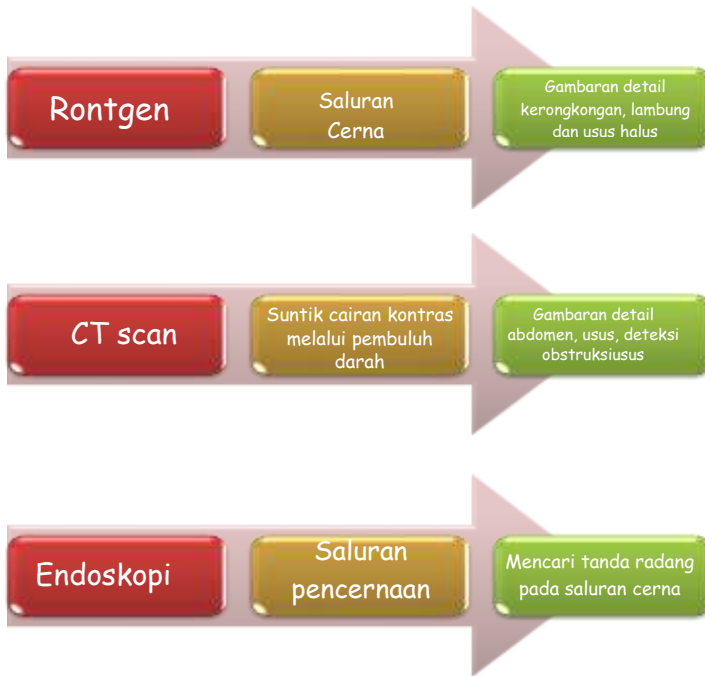 Rontgen
Saluran
Cerna
Gambaran detail
kerongkongan, lambung
dan usus halus
CT scan
Suntik cairan kontras
melalui pembuluh
darah
Gambaran detail
abdomen, usus, deteksi
obstruksiusus
Endoskopi
Saluran
pencernaan
Mencari tanda radang
pada saluran cerna